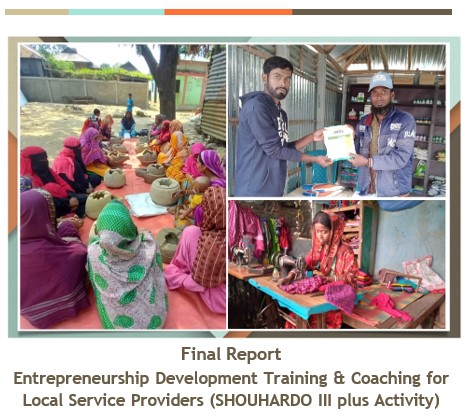 Final Report
Entrepreneurship Development Training & Coaching for
Local Service Providers (SHOUHARDO III plus Activity)